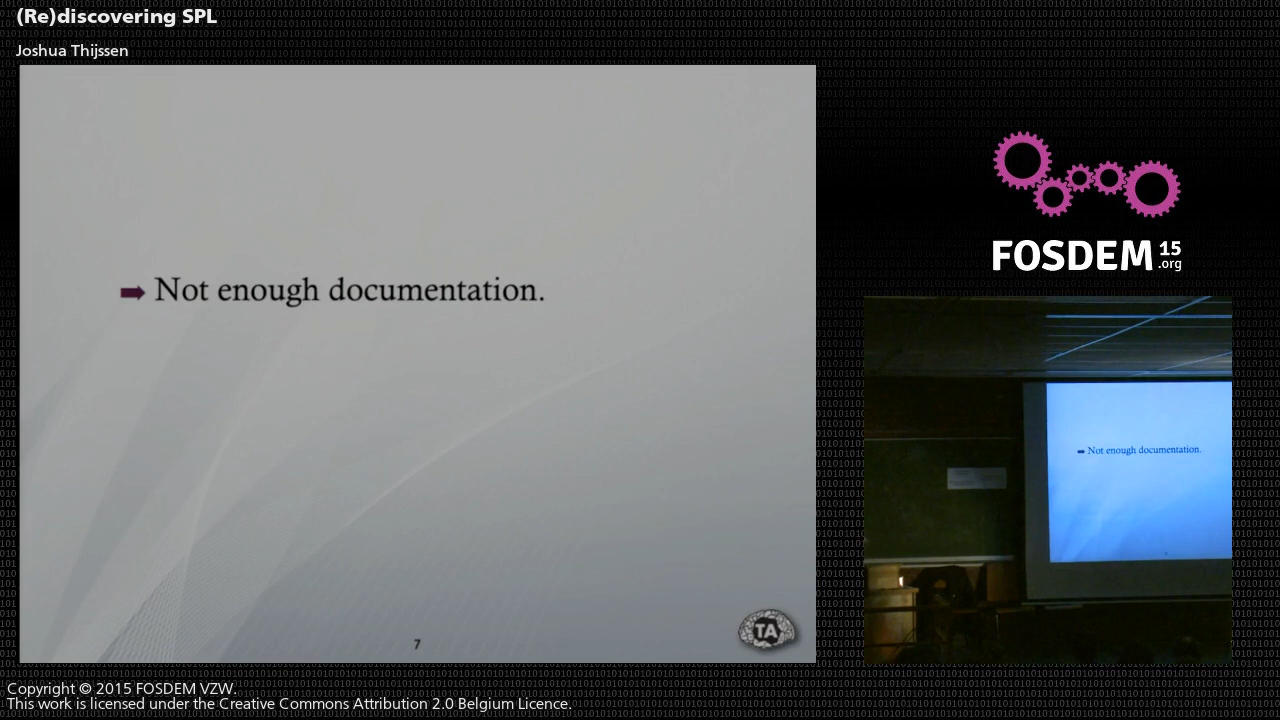 (Re)discovering SPL
Joshua Thijssen
➡ Not enough documentation.
7
TA
FOSDEM 15
.org
➡ Not enough documentation.
Copyright © 2015 FOSDEM VZW.
This work is licensed under the Creative Commons Attribution 2.0 Belgium Licence.